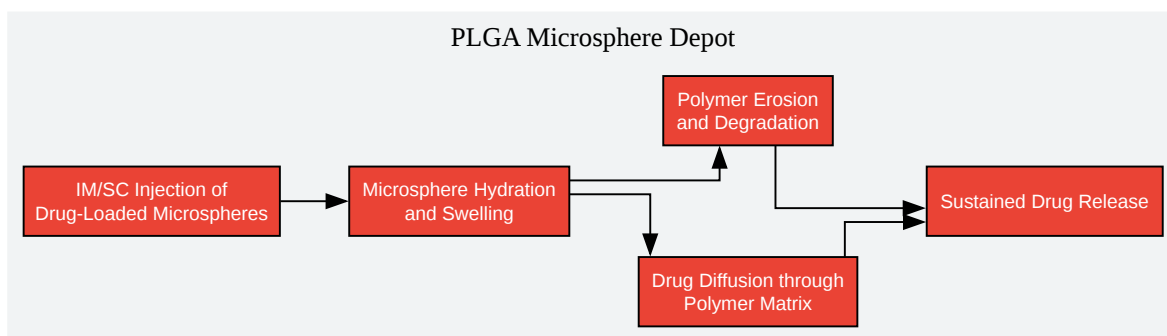 PLGA Microsphere Depot
IM/SC Injection of
Drug-Loaded Microspheres
Microsphere Hydration
and Swelling
Polymer Erosion
and Degradation
Drug Diffusion through
Polymer Matrix
Sustained Drug Release